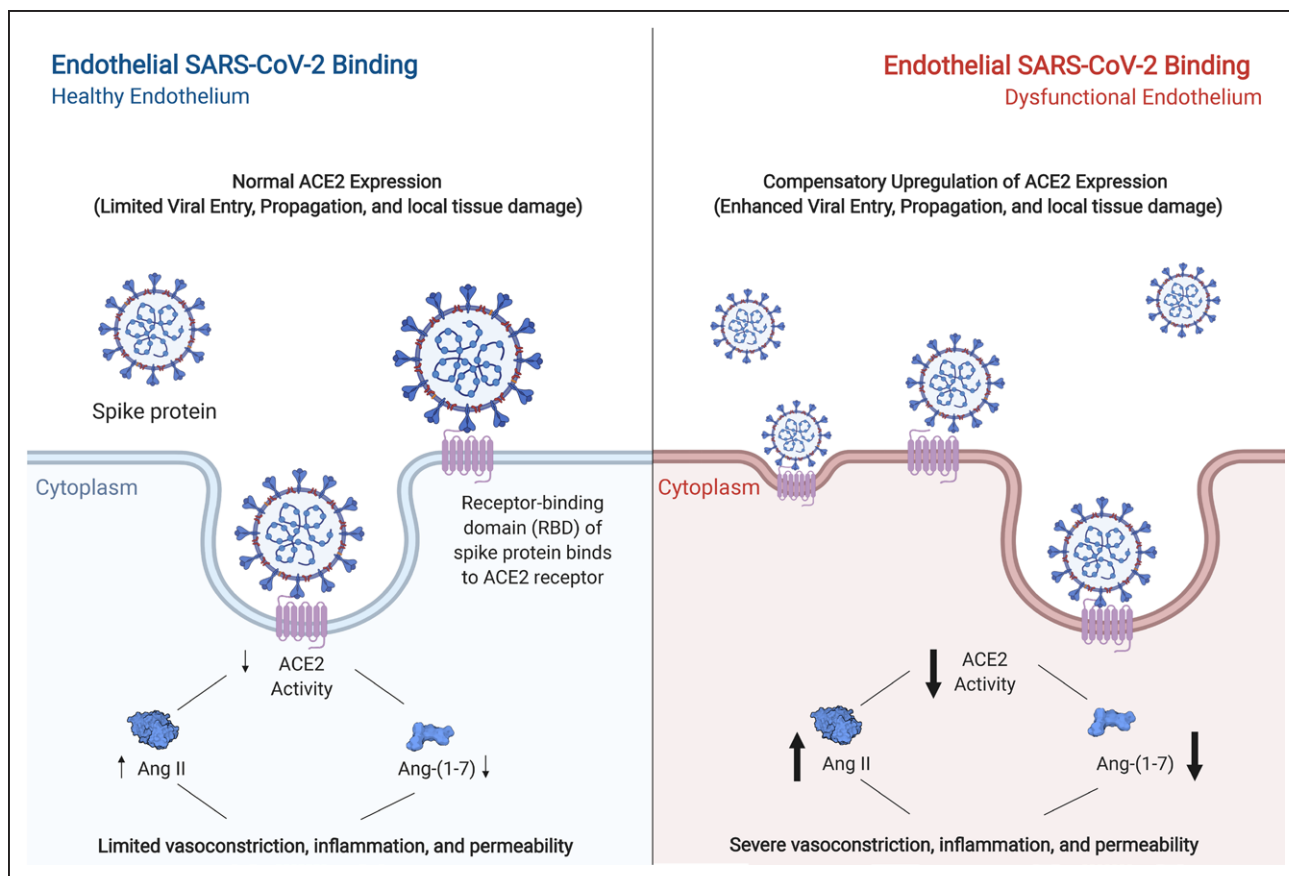 Endothelial SARS-CoV-2 Binding
Healthy Endothelium
Normal ACE2 Expression
(Limited Viral Entry, Propagation, and local tissue damage)
Spike protein
Cytoplasm
Receptor-binding
domain (RBD) of
spike protein binds
to ACE2 receptor
↓ ACE2
Activity
↑ Ang II
Ang-(1-7) ↓
Limited vasoconstriction, inflammation, and permeability
Endothelial SARS-CoV-2 Binding
Dysfunctional Endothelium
Compensatory Upregulation of ACE2 Expression
(Enhanced Viral Entry, Propagation, and local tissue damage)
Cytoplasm
↓ ACE2
Activity
↑ Ang II
Ang-(1-7) ↓
Severe vasoconstriction, inflammation, and permeability